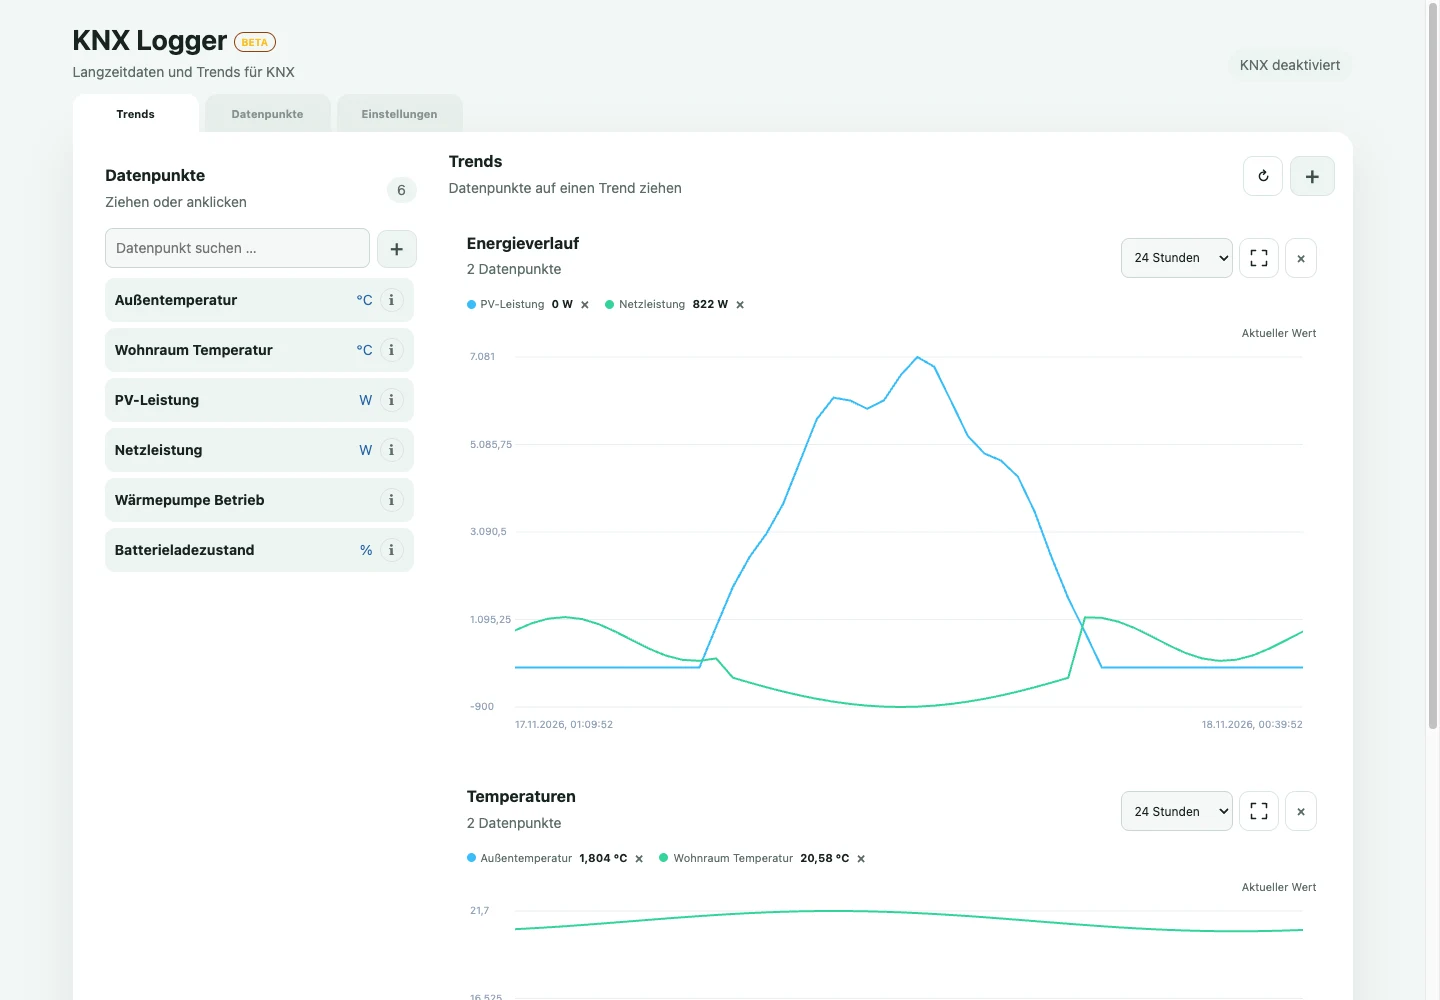 KNX Logger BETA
Langzeitdaten und Trends für KNX
KNX deaktiviert
Trends
Datenpunkte
Einstellungen
Datenpunkte
Ziehen oder anklicken
6
Datenpunkt suchen ...
+
Außentemperatur °C i
Wohnraum Temperatur °C i
PV-Leistung W i
Netzleistung W i
Wärmepumpe Betrieb i
Batterieladezustand % i
Trends
Datenpunkte auf einen Trend ziehen
+
Energieverlauf
2 Datenpunkte
24 Stunden
×
PV-Leistung 0 W × Netzleistung 822 W ×
Aktueller Wert
7.081
5.085,75
3.090,5
1.095,25
-900
17.11.2026, 01:09:52
18.11.2026, 00:39:52
Temperaturen
2 Datenpunkte
24 Stunden
×
Außentemperatur 1,804 °C × Wohnraum Temperatur 20,58 °C ×
Aktueller Wert
21,7
16,525